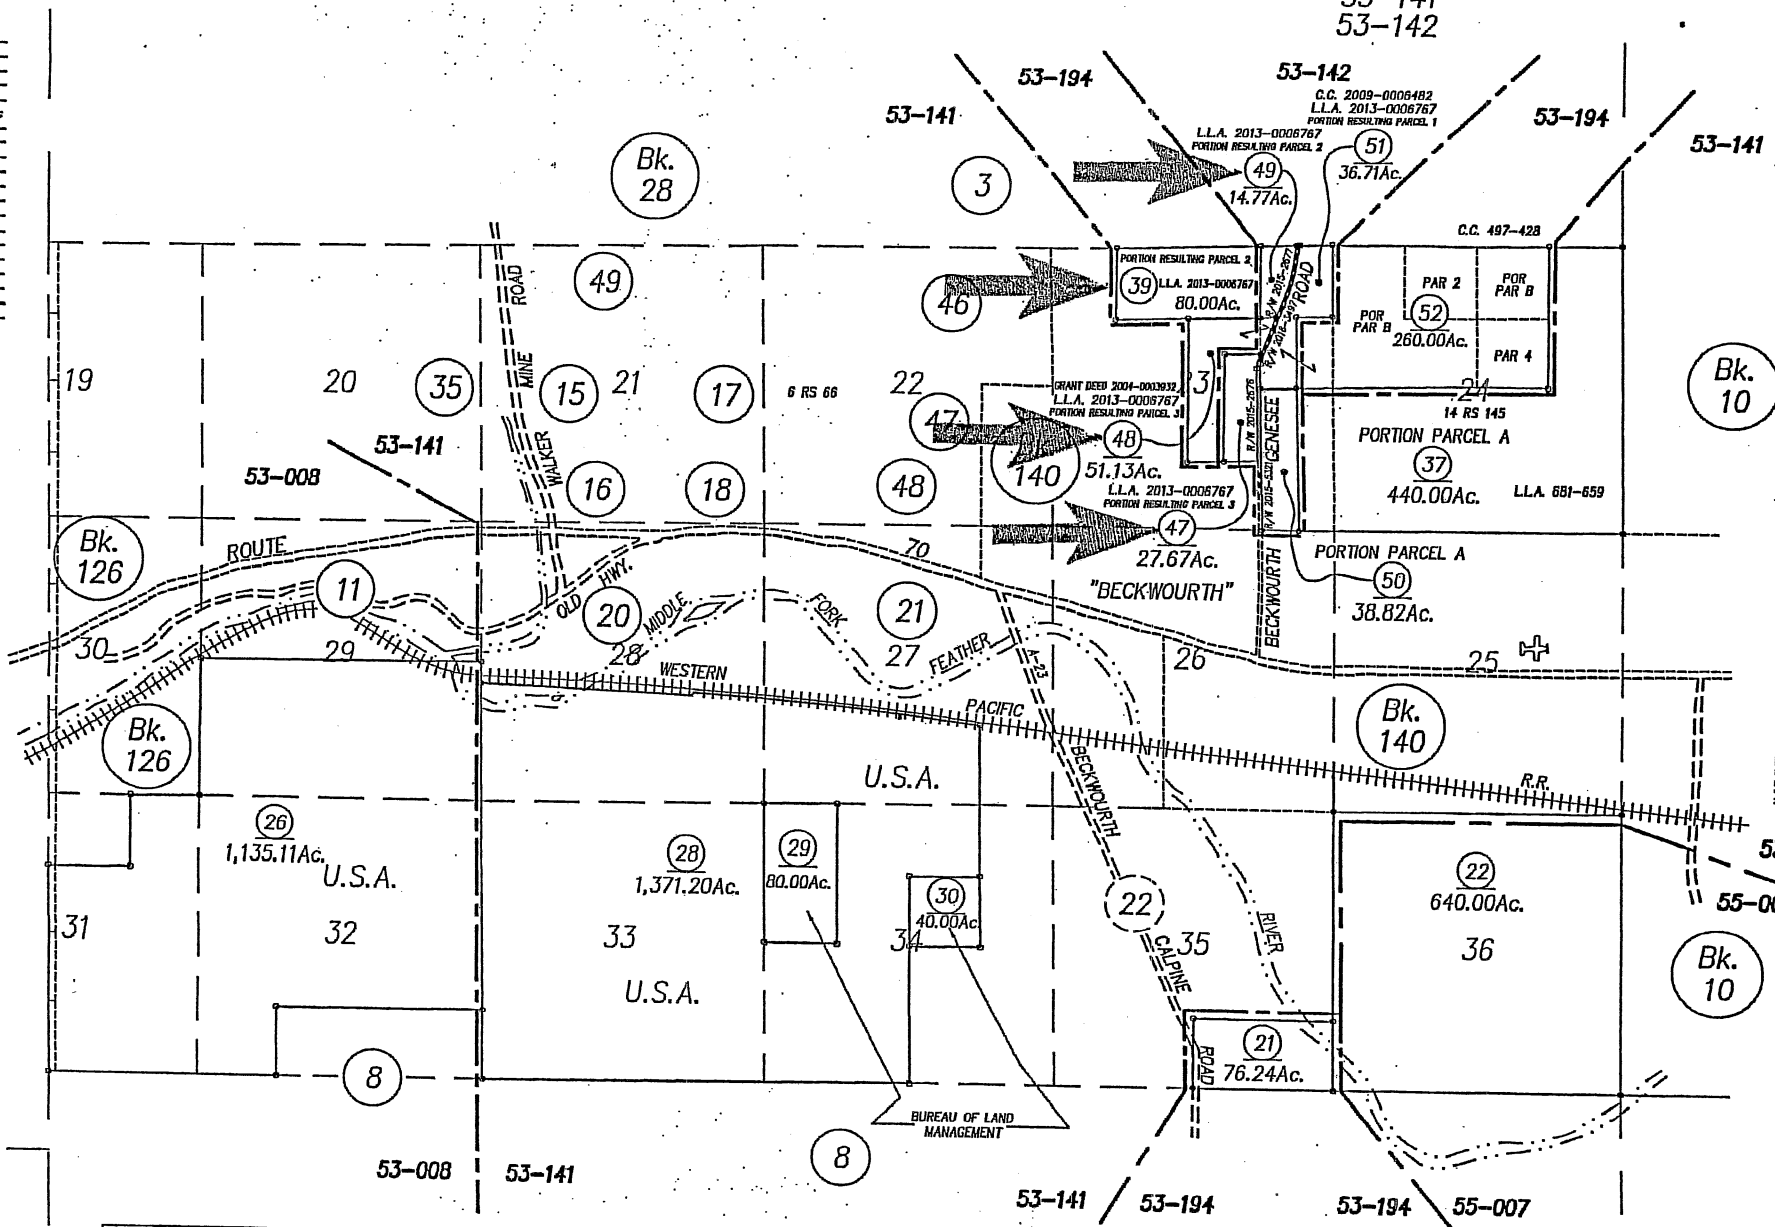 53-141
53-142
53-194
53-142
C.C. 2009-0006482
L.L.A. 2013-0006767
PORTION RESULTING PARCEL 1
53-141
53-194
53-141
L.L.A. 2013-0006767
PORTION RESULTING PARCEL 2
51
36.71Ac.
49
14.77Ac.
Bk.
28
3
C.C. 497-428
49
ROAD
MINE
WALKER
46
PORTION RESULTING PARCEL 2
39
L.L.A. 2013-0006767
80.00Ac.
R/W 2015-2677
ROAD
PAR 2
POR
PAR B
POR
PAR B
52
260.00Ac.
PAR 4
19
20
35
15
21
17
6 RS 66
22
23
24
14 RS 145
Bk.
10
GRANT DEED 2004-0003932
L.L.A. 2013-0006767
PORTION RESULTING PARCEL 3
R/W 2015-2676
GENESEE
47
48
51.13Ac.
140
PORTION PARCEL A
37
440.00Ac.
L.L.A. 681-659
53-141
53-008
16
18
48
L.L.A. 2013-0006767
PORTION RESULTING PARCEL 3
47
27.67Ac.
"BECKWOURTH"
BECKWOURTH
PORTION PARCEL A
50
38.82Ac.
Bk.
126
ROUTE
70
11
OLD HWY.
20
MIDDLE
FORK
21
FEATHER
A-23
30
29
28
27
26
25
WESTERN
PACIFIC
R.R.
Bk.
126
Bk.
140
U.S.A.
BECKWOURTH
26
1,135.11Ac.
U.S.A.
28
1,371.20Ac.
29
80.00Ac.
30
40.00Ac.
22
22
640.00Ac.
31
32
33
34
35
36
CALPINE
RIVER
U.S.A.
Bk.
10
ROAD
21
76.24Ac.
8
BUREAU OF LAND
MANAGEMENT
8
53-008
53-141
53-141
53-194
53-194
55-007